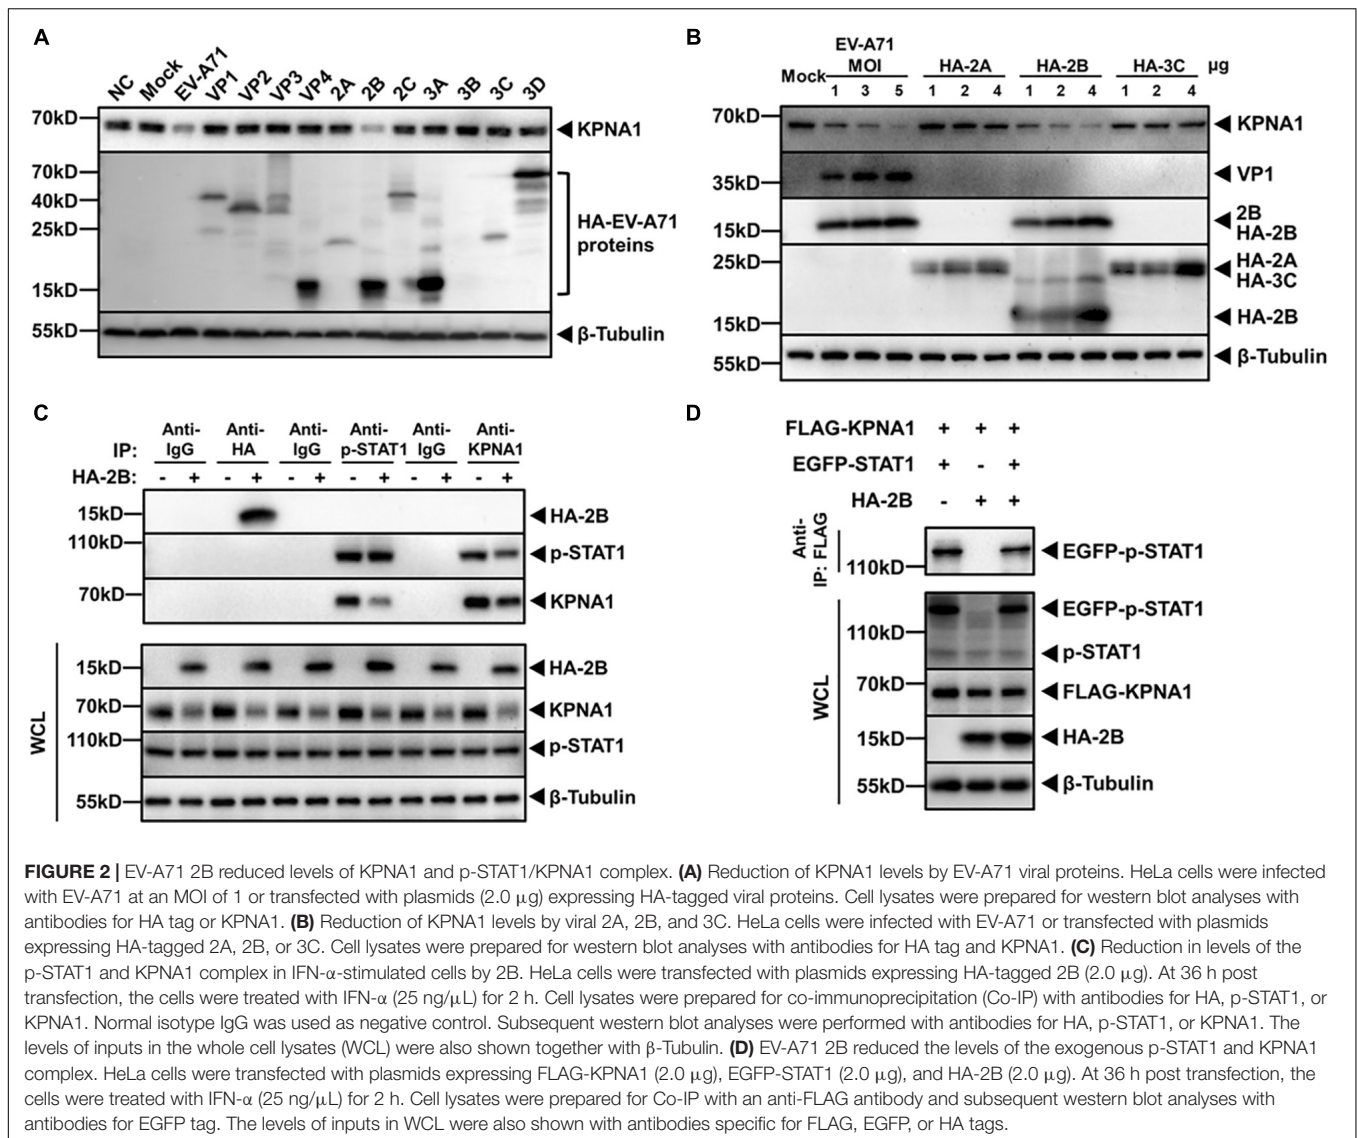 A
NC Mock EV-A71 VP1 VP2 VP3 VP4 2A 2B 2C 3A 3B 3C 3D
70kD KPNA1
70kD
40kD
25kD
HA-EV-A71
proteins
15kD
55kD β-Tubulin
B
EV-A71
Mock MOI HA-2A HA-2B HA-3C μg
1 3 5 1 2 4 1 2 4 1 2 4
70kD KPNA1
35kD VP1
15kD 2B
HA-2B
25kD HA-2A
HA-3C
15kD HA-2B
55kD β-Tubulin
C
IP: Anti-IgG Anti-HA Anti-IgG Anti-p-STAT1 Anti-IgG Anti-KPNA1
HA-2B: - + - + - + - + - + - +
15kD HA-2B
110kD p-STAT1
70kD KPNA1
WCL
15kD HA-2B
70kD KPNA1
110kD p-STAT1
55kD β-Tubulin
D
FLAG-KPNA1 + + +
EGFP-STAT1 + - +
HA-2B - + +
Anti-
IP: FLAG
110kD EGFP-p-STAT1
WCL
EGFP-p-STAT1
110kD
p-STAT1
70kD FLAG-KPNA1
15kD HA-2B
55kD β-Tubulin
FIGURE 2 | EV-A71 2B reduced levels of KPNA1 and p-STAT1/KPNA1 complex. (A) Reduction of KPNA1 levels by EV-A71 viral proteins. HeLa cells were infected
with EV-A71 at an MOI of 1 or transfected with plasmids (2.0 μg) expressing HA-tagged viral proteins. Cell lysates were prepared for western blot analyses with
antibodies for HA tag or KPNA1. (B) Reduction of KPNA1 levels by viral 2A, 2B, and 3C. HeLa cells were infected with EV-A71 or transfected with plasmids
expressing HA-tagged 2A, 2B, or 3C. Cell lysates were prepared for western blot analyses with antibodies for HA tag and KPNA1. (C) Reduction in levels of the
p-STAT1 and KPNA1 complex in IFN-α-stimulated cells by 2B. HeLa cells were transfected with plasmids expressing HA-tagged 2B (2.0 μg). At 36 h post
transfection, the cells were treated with IFN-α (25 ng/μL) for 2 h. Cell lysates were prepared for co-immunoprecipitation (Co-IP) with antibodies for HA, p-STAT1, or
KPNA1. Normal isotype IgG was used as negative control. Subsequent western blot analyses were performed with antibodies for HA, p-STAT1, or KPNA1. The
levels of inputs in the whole cell lysates (WCL) were also shown together with β-Tubulin. (D) EV-A71 2B reduced the levels of the exogenous p-STAT1 and KPNA1
complex. HeLa cells were transfected with plasmids expressing FLAG-KPNA1 (2.0 μg), EGFP-STAT1 (2.0 μg), and HA-2B (2.0 μg). At 36 h post transfection, the
cells were treated with IFN-α (25 ng/μL) for 2 h. Cell lysates were prepared for Co-IP with an anti-FLAG antibody and subsequent western blot analyses with
antibodies for EGFP tag. The levels of inputs in WCL were also shown with antibodies specific for FLAG, EGFP, or HA tags.